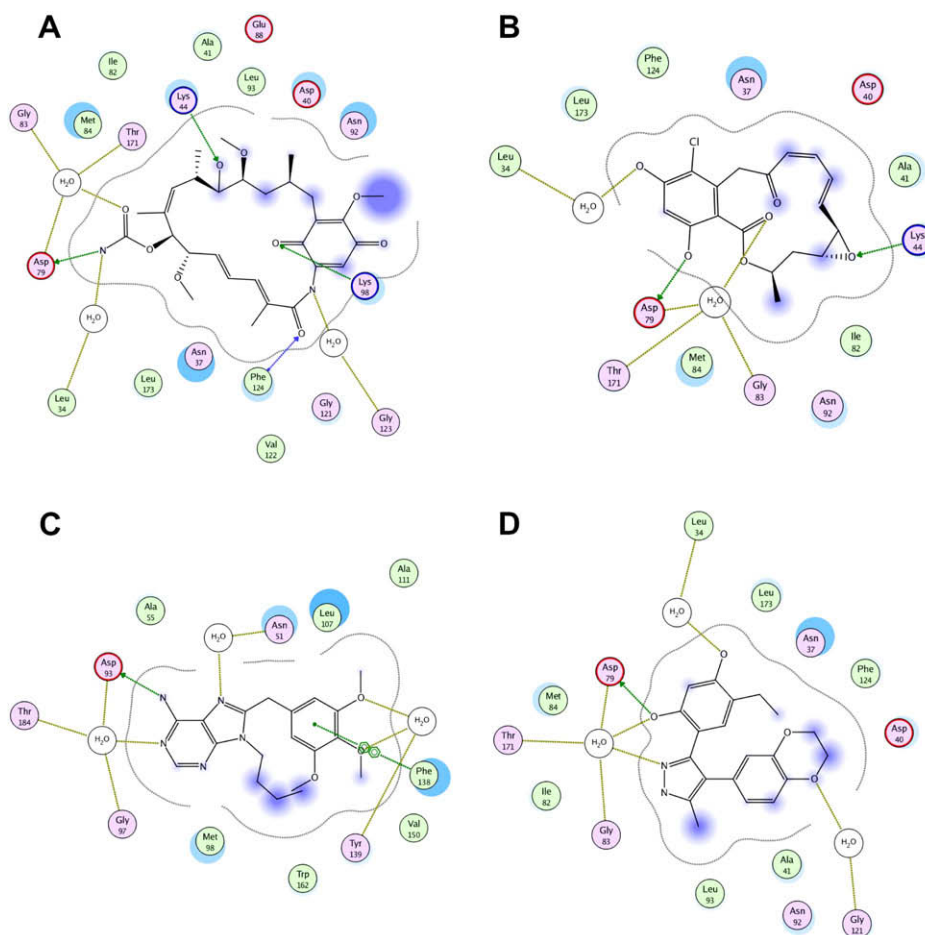 A
Glu
88
Ala
41
Ile
82
Leu
93
Lys
44
Asp
40
Gly
83
Met
84
Asn
92
Thr
171
H₂O
O
O
O
O
O
N
O
O
O
O
Asp
79
Lys
98
O
N
H₂O
O
H₂O
Asn
37
Leu
173
Phe
124
Leu
34
Gly
121
Gly
123
Val
122
B
Phe
124
Asn
37
Asp
40
Leu
173
Leu
34
Cl
O
Ala
41
H₂O
O
O
Lys
44
O
O
O
Asp
79
H₂O
Ile
82
Met
84
Thr
171
Gly
83
Asn
92
C
Ala
111
Ala
55
Leu
107
Asn
51
H₂O
Asp
93
N
N
O
Thr
184
H₂O
H₂O
N
N
N
O
O
Phe
138
Gly
97
Met
98
Val
150
Tyr
139
Trp
162
D
Leu
34
Leu
173
H₂O
Asn
37
Asp
79
O
Phe
124
Met
84
O
Asp
40
Thr
171
H₂O
N
O
N
O
Ile
82
Gly
83
H₂O
Ala
41
Leu
93
Asn
92
Gly
121